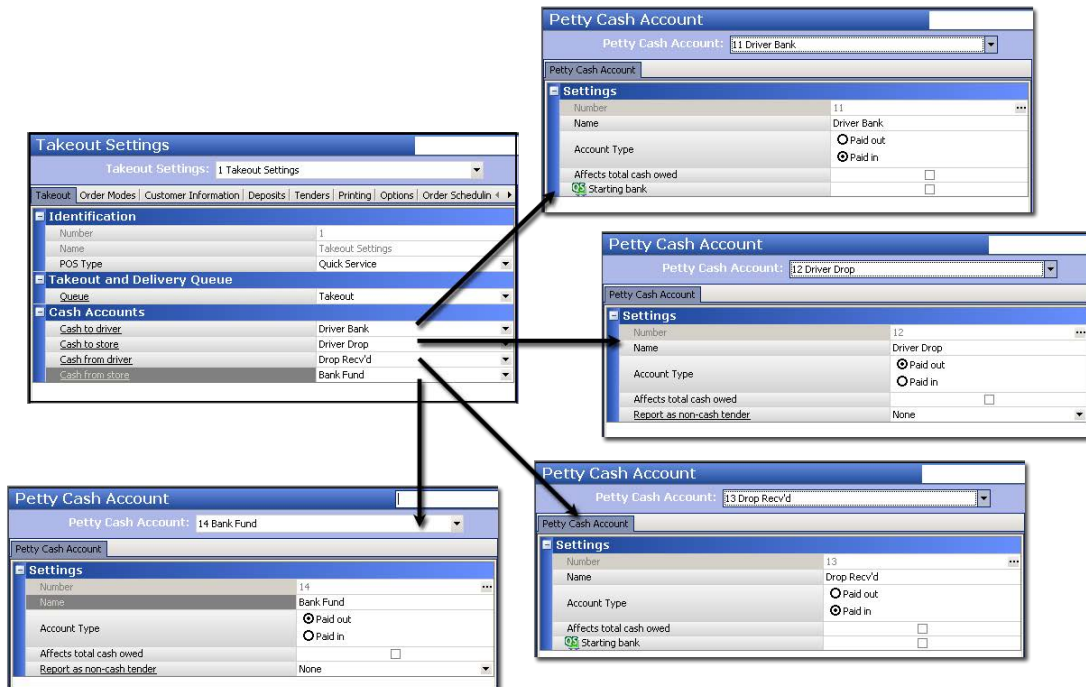 Petty Cash Account
Petty Cash Account: 11 Driver Bank
Petty Cash Account
Settings
Number 11 ...
Name Driver Bank
Account Type Paid out
Paid in
Affects total cash owed
QS Starting bank
Takeout Settings
Takeout Settings: 1 Takeout Settings
Takeout Order Modes Customer Information Deposits Tenders Printing Options Order Schedulin
Identification
Number 1
Name Takeout Settings
POS Type Quick Service
Takeout and Delivery Queue
Queue Takeout
Cash Accounts
Cash to driver Driver Bank
Cash to store Driver Drop
Cash from driver Drop Recv'd
Cash from store Bank Fund
Petty Cash Account
Petty Cash Account: 12 Driver Drop
Petty Cash Account
Settings
Number 12 ...
Name Driver Drop
Account Type Paid out
Paid in
Affects total cash owed
Report as non-cash tender None
Petty Cash Account
Petty Cash Account: 14 Bank Fund
Petty Cash Account
Settings
Number 14 ...
Name Bank Fund
Account Type Paid out
Paid in
Affects total cash owed
Report as non-cash tender None
Petty Cash Account
Petty Cash Account: 13 Drop Recv'd
Petty Cash Account
Settings
Number 13 ...
Name Drop Recv'd
Account Type Paid out
Paid in
Affects total cash owed
QS Starting bank